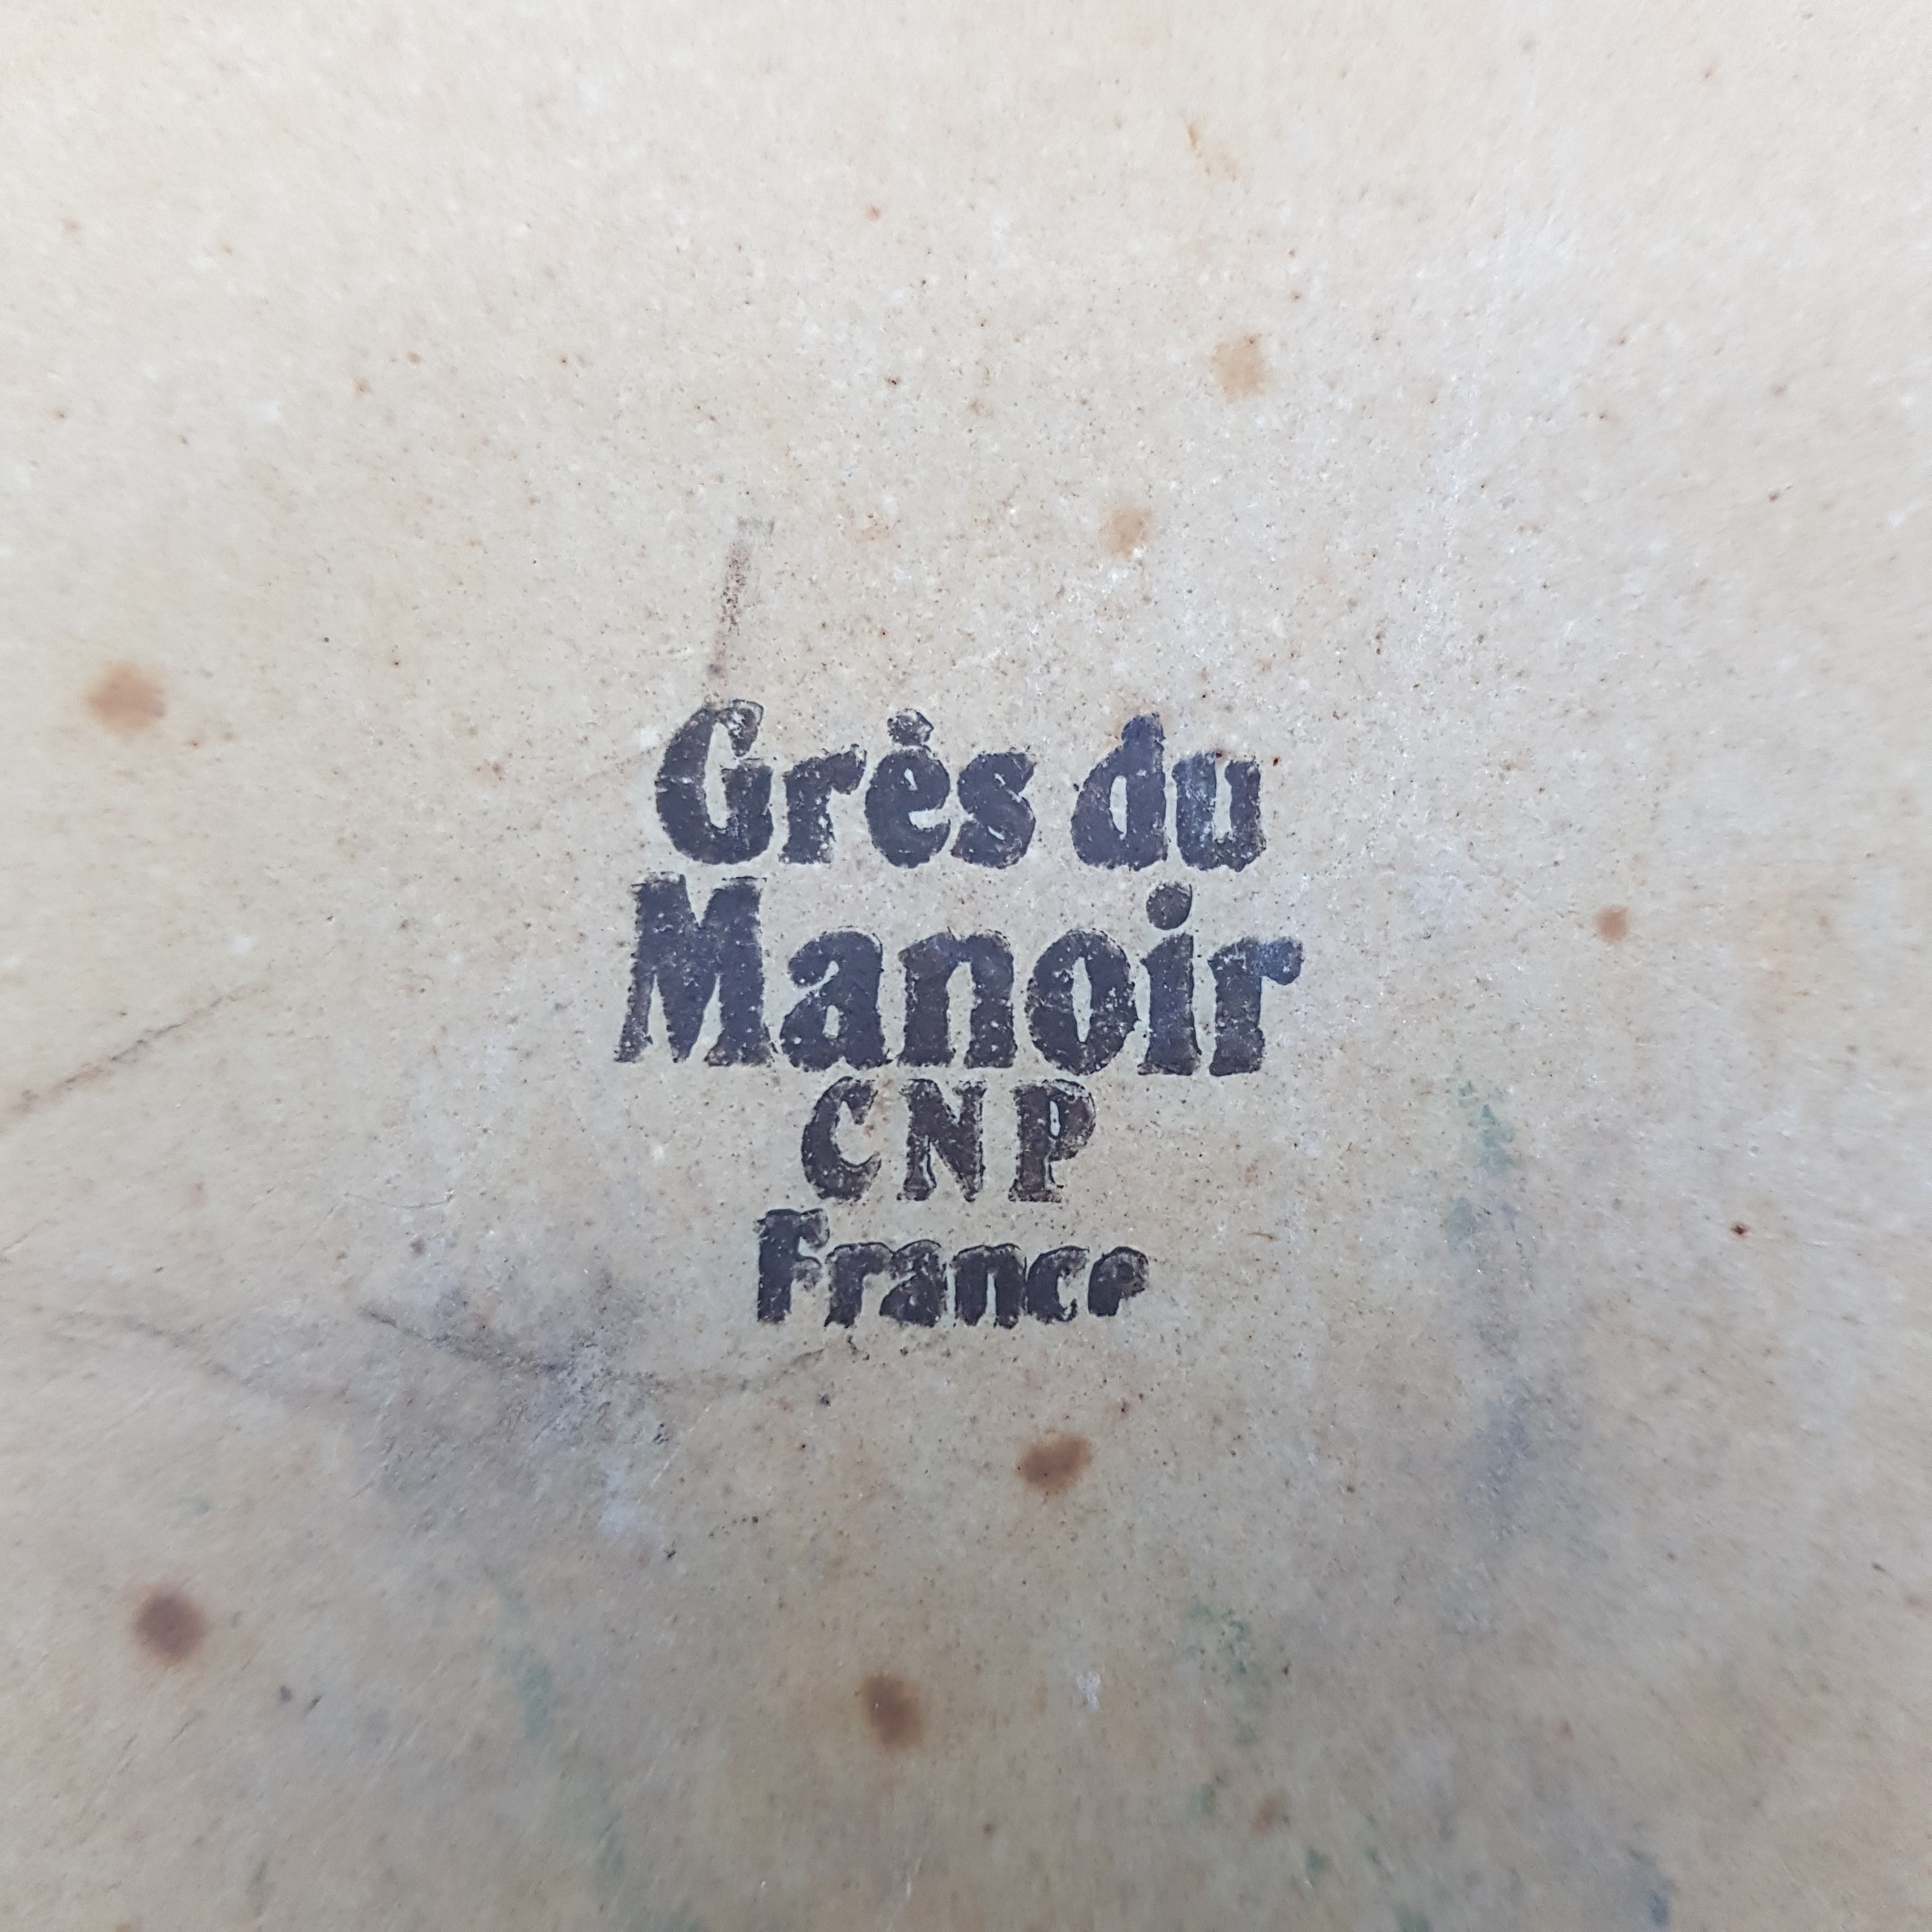 Grès du
Manoir
CNP
France